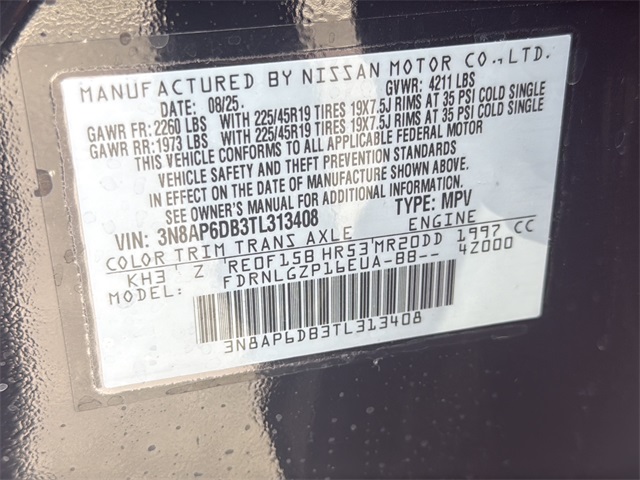 MANUFACTURED BY NISSAN MOTOR CO., LTD.
DATE: 08/25. GVWR: 4211 LBS
GAWR FR: 2260 LBS WITH 225/45R19 TIRES 19X7.5J RIMS AT 35 PSI COLD SINGLE
GAWR RR: 1973 LBS WITH 225/45R19 TIRES 19X7.5J RIMS AT 35 PSI COLD SINGLE
THIS VEHICLE CONFORMS TO ALL APPLICABLE FEDERAL MOTOR
VEHICLE SAFETY AND THEFT PREVENTION STANDARDS
IN EFFECT ON THE DATE OF MANUFACTURE SHOWN ABOVE.
SEE OWNER'S MANUAL FOR ADDITIONAL INFORMATION
VIN: 3N8AP6DB3TL313408 TYPE: MPV
COLOR TRIM TRANS AXLE ENGINE
KH3 Z RE0F15B HR53 MR20DD 1997 CC
MODEL: FDRNLGZP16EUA-BB-- 4Z000
3N8AP6DB3TL313408